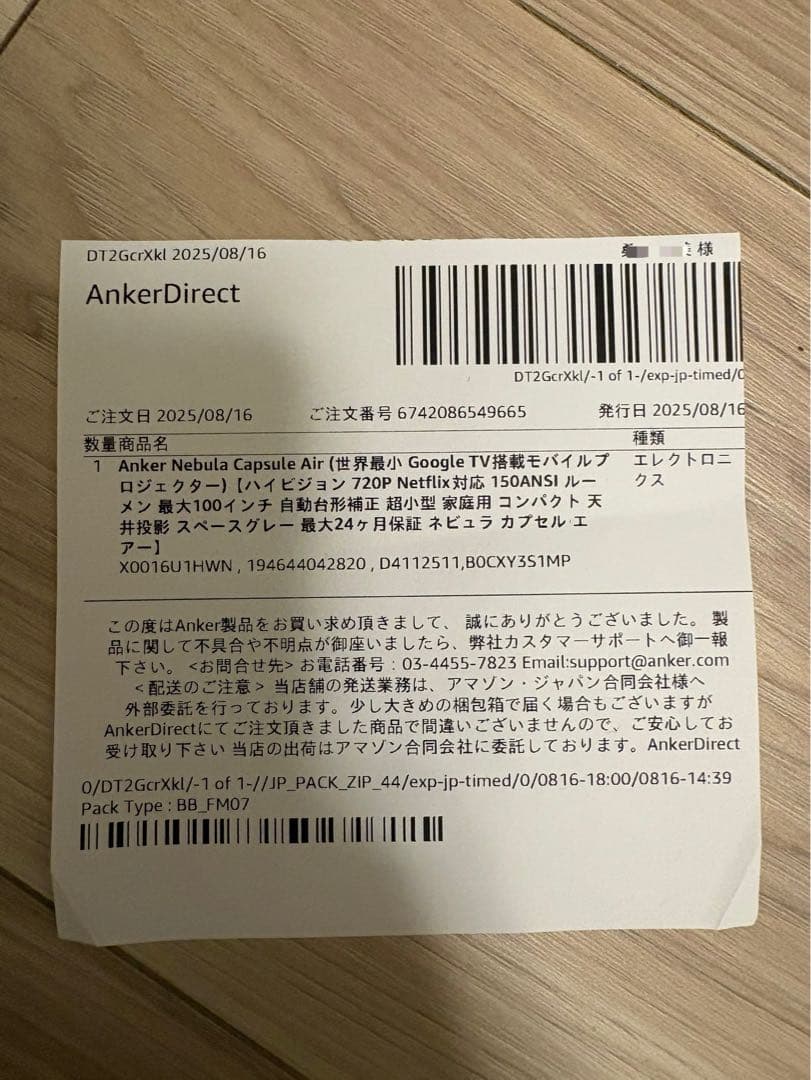 DT2GcrXkl 2025/08/16
様
AnkerDirect
DT2GcrXkl/-1 of 1-/exp-jp-timed/0
ご注文日 2025/08/16 ご注文番号 6742086549665 発行日 2025/08/16
数量 商品名 種類
1 Anker Nebula Capsule Air (世界最小 Google TV搭載モバイルプ エレクトロニ
ロジェクター)【ハイビジョン 720P Netflix対応 150ANSI ルー クス
メン 最大100インチ 自動台形補正 超小型 家庭用 コンパクト 天
井投影 スペースグレー 最大24ヶ月保証 ネビュラ カプセル エ
アー】
X0016U1HWN , 194644042820 , D4112511,B0CXY3S1MP
この度はAnker製品をお買い求め頂きまして、 誠にありがとうございました。 製
品に関して不具合や不明点が御座いましたら、弊社カスタマーサポートへ御一報
下さい。 <お問合せ先> お電話番号 : 03-4455-7823 Email:support@anker.com
< 配送のご注意 > 当店舗の発送業務は、アマゾン・ジャパン合同会社様へ
外部委託を行っております。少し大きめの梱包箱で届く場合もございますが
AnkerDirectにてご注文頂きました商品で間違いございませんので、ご安心してお
受け取り下さい 当店の出荷はアマゾン合同会社に委託しております。AnkerDirect
0/DT2GcrXkl/-1 of 1-//JP_PACK_ZIP_44/exp-jp-timed/0/0816-18:00/0816-14:39
Pack Type : BB_FM07